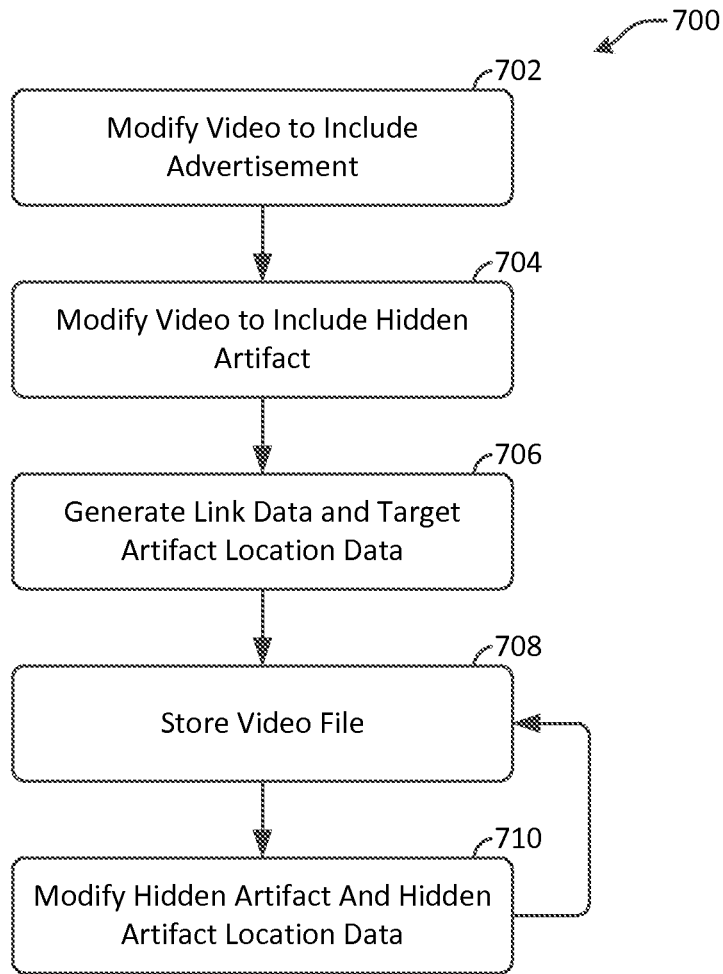 700
702
Modify Video to Include
Advertisement
704
Modify Video to Include Hidden
Artifact
706
Generate Link Data and Target
Artifact Location Data
708
Store Video File
710
Modify Hidden Artifact And Hidden
Artifact Location Data